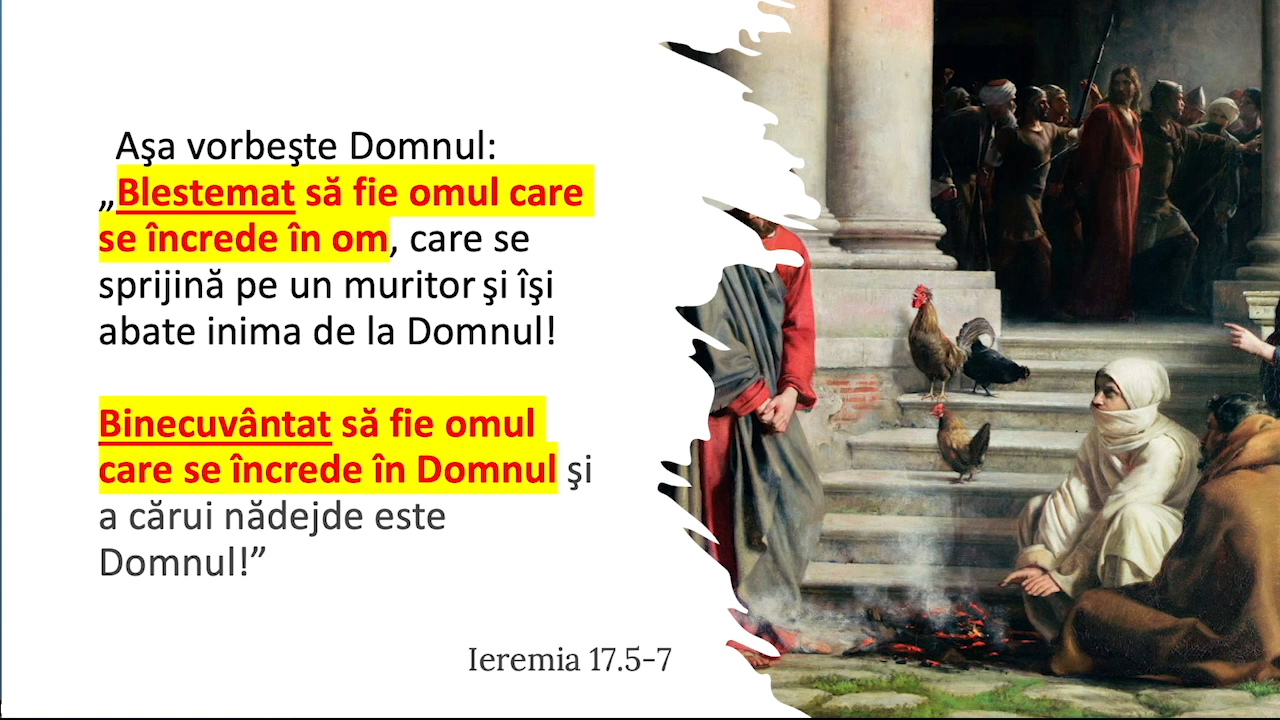 Aşa vorbeşte Domnul:
„Blestemat să fie omul care
se încrede în om, care se
sprijină pe un muritor şi îşi
abate inima de la Domnul!
Binecuvântat să fie omul
care se încrede în Domnul şi
a cărui nădejde este
Domnul!”
Ieremia 17.5-7